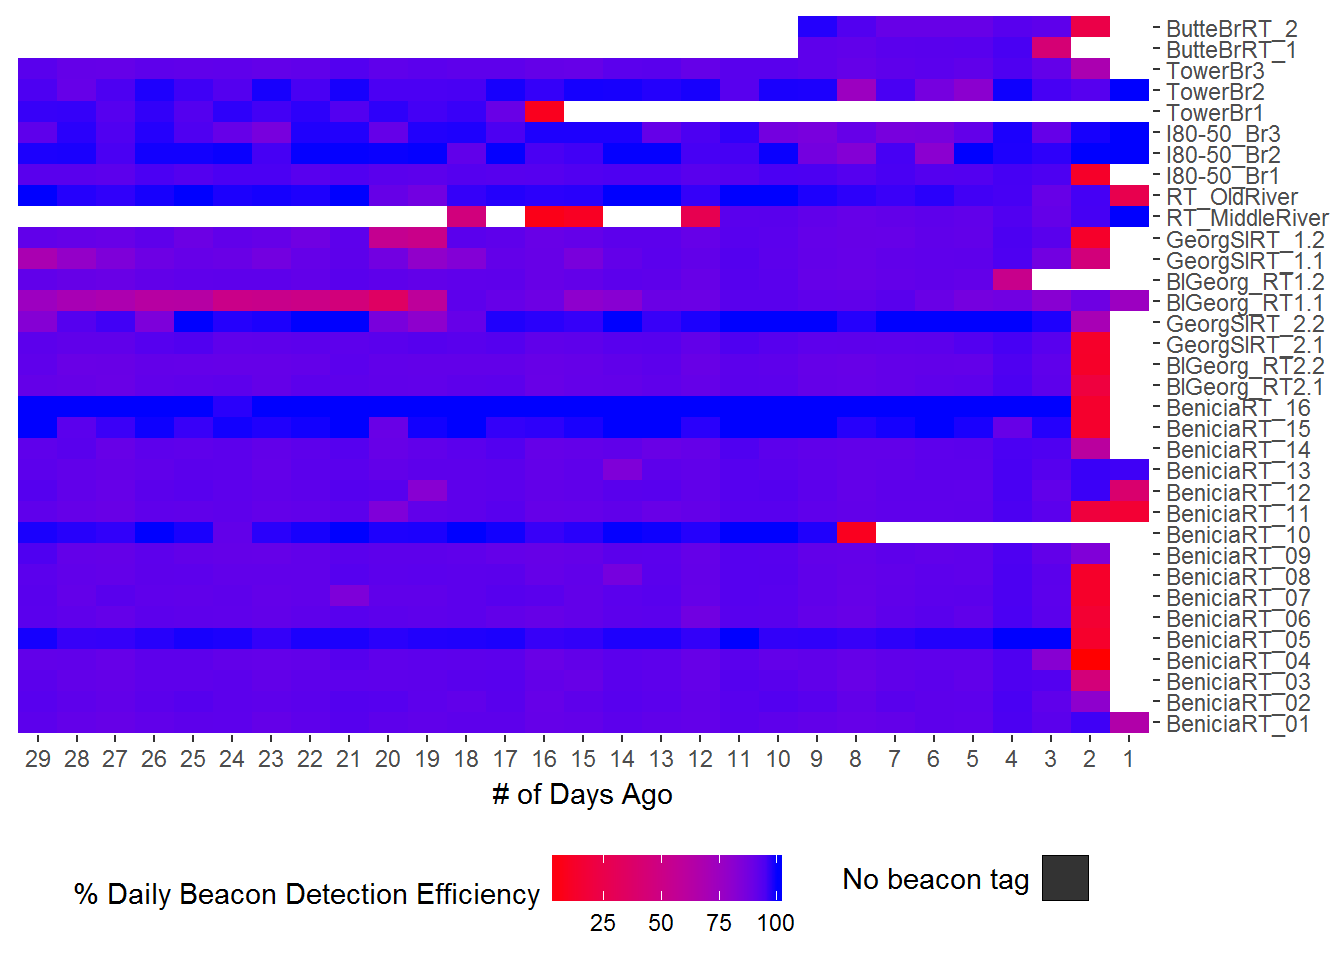 ButteBrRT_2
ButteBrRT_1
TowerBr3
TowerBr2
TowerBr1
I80-50_Br3
I80-50_Br2
I80-50_Br1
RT_OldRiver
RT_MiddleRiver
GeorgSlRT_1.2
GeorgSlRT_1.1
BlGeorg_RT1.2
BlGeorg_RT1.1
GeorgSlRT_2.2
GeorgSlRT_2.1
BlGeorg_RT2.2
BlGeorg_RT2.1
BeniciaRT_16
BeniciaRT_15
BeniciaRT_14
BeniciaRT_13
BeniciaRT_12
BeniciaRT_11
BeniciaRT_10
BeniciaRT_09
BeniciaRT_08
BeniciaRT_07
BeniciaRT_06
BeniciaRT_05
BeniciaRT_04
BeniciaRT_03
BeniciaRT_02
BeniciaRT_01
29 28 27 26 25 24 23 22 21 20 19 18 17 16 15 14 13 12 11 10 9 8 7 6 5 4 3 2 1
# of Days Ago
% Daily Beacon Detection Efficiency
25 50 75 100
No beacon tag